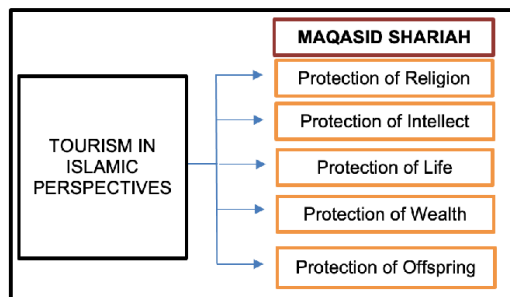 MAQASID SHARIAH
Protection of Religion
Protection of Intellect
TOURISM IN
ISLAMIC
PERSPECTIVES
Protection of Life
Protection of Wealth
Protection of Offspring